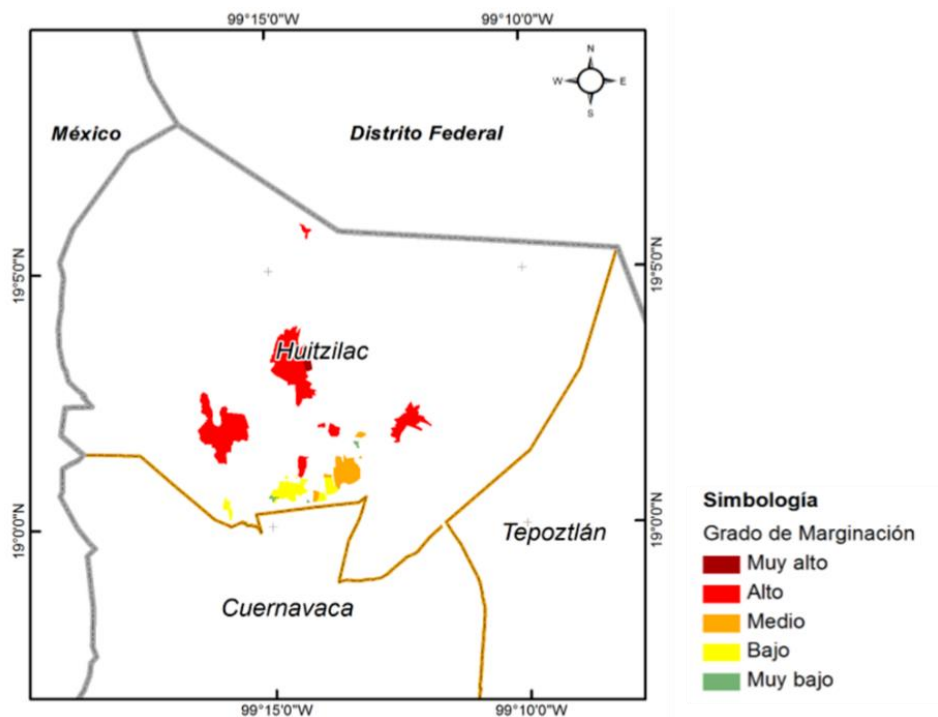 99°15'0"W 99°10'0"W
N
W E
S
México Distrito Federal
19°5'0"N 19°5'0"N
Huitzilac
19°0'0"N 19°0'0"N
Tepoztlán
Cuernavaca
99°15'0"W 99°10'0"W
Simbología
Grado de Marginación
Muy alto
Alto
Medio
Bajo
Muy bajo